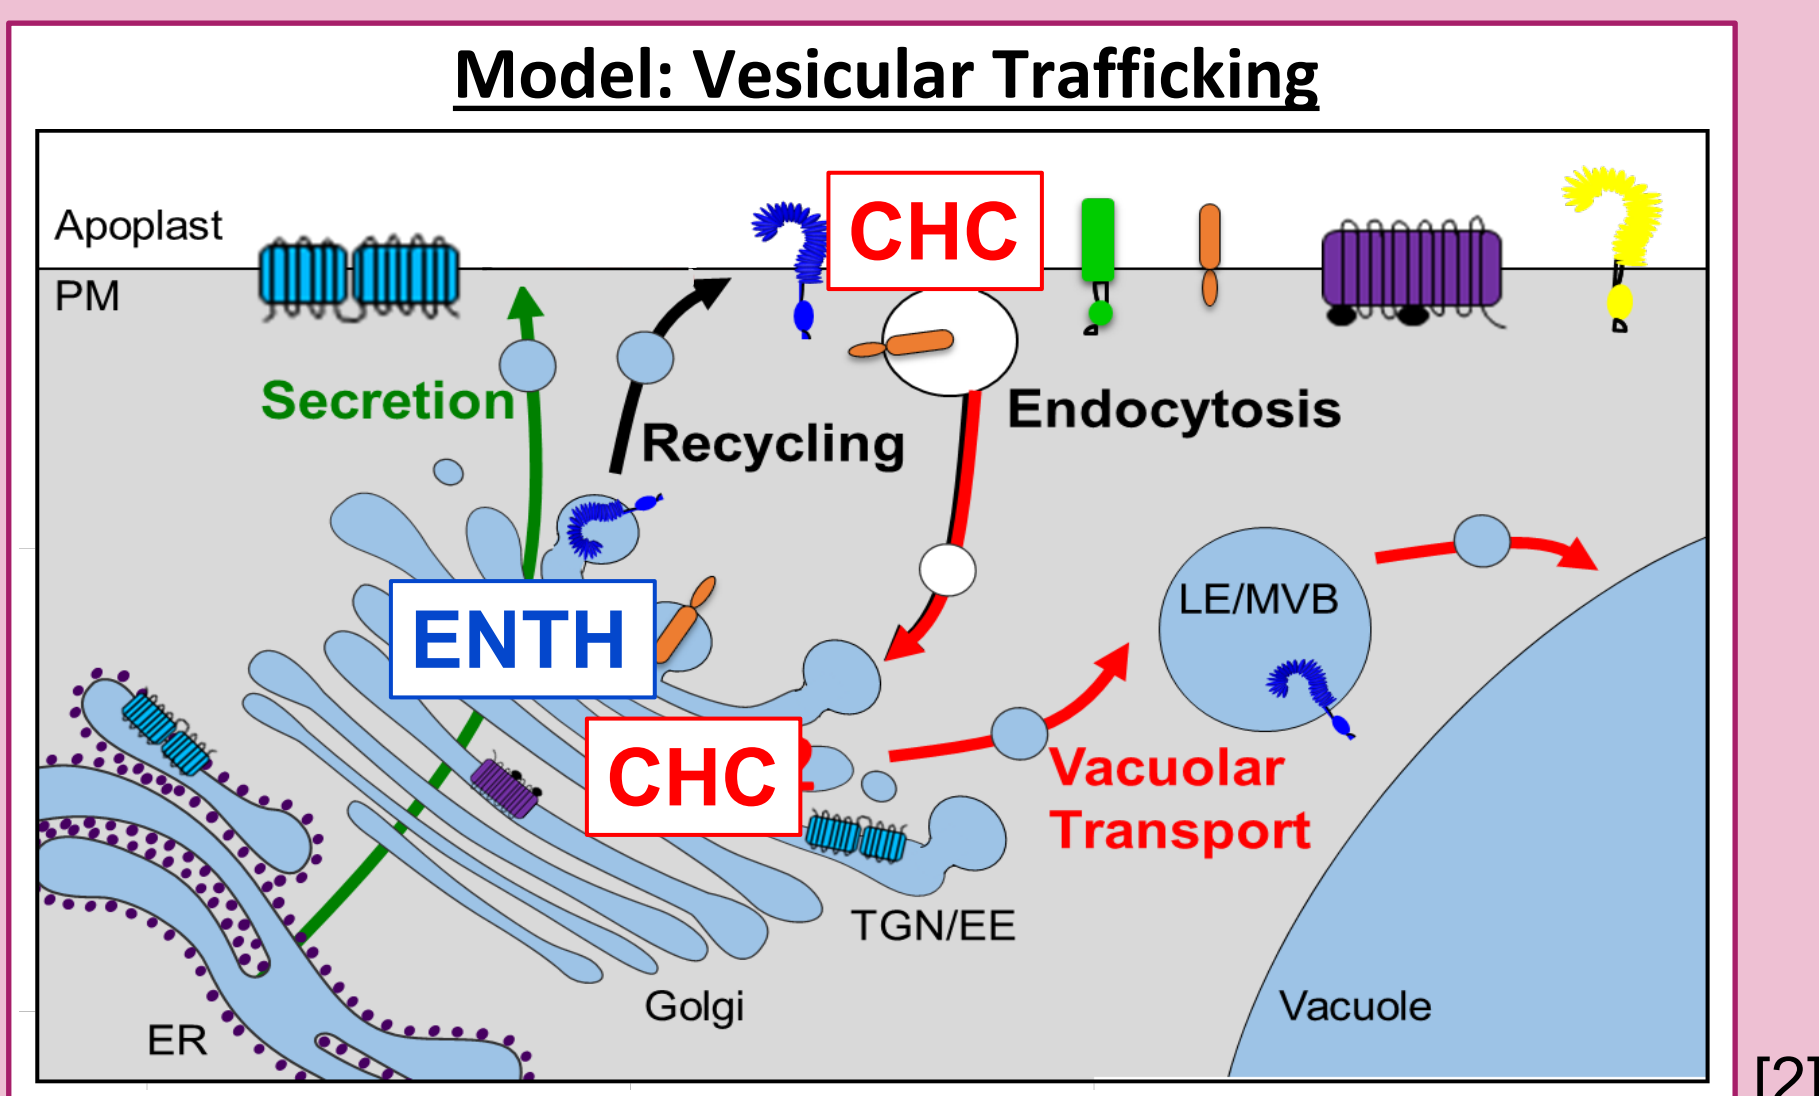 Model: Vesicular Trafficking
Apoplast
CHC
PM
Secretion
Recycling
Endocytosis
ENTH
LE/MVB
CHC
Vacuolar
Transport
TGN/EE
Golgi
Vacuole
ER
[2]